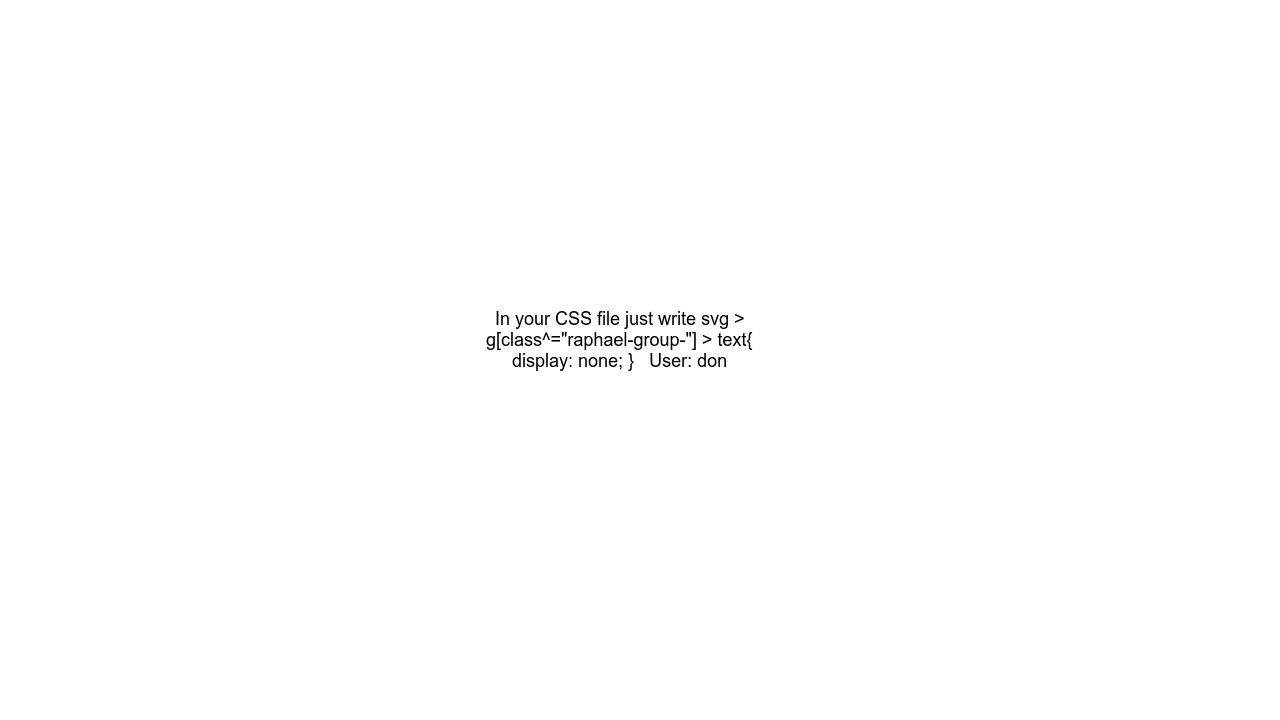 In your CSS file just write svg >
g[class^="raphael-group-"] > text{
display: none; }   User: don